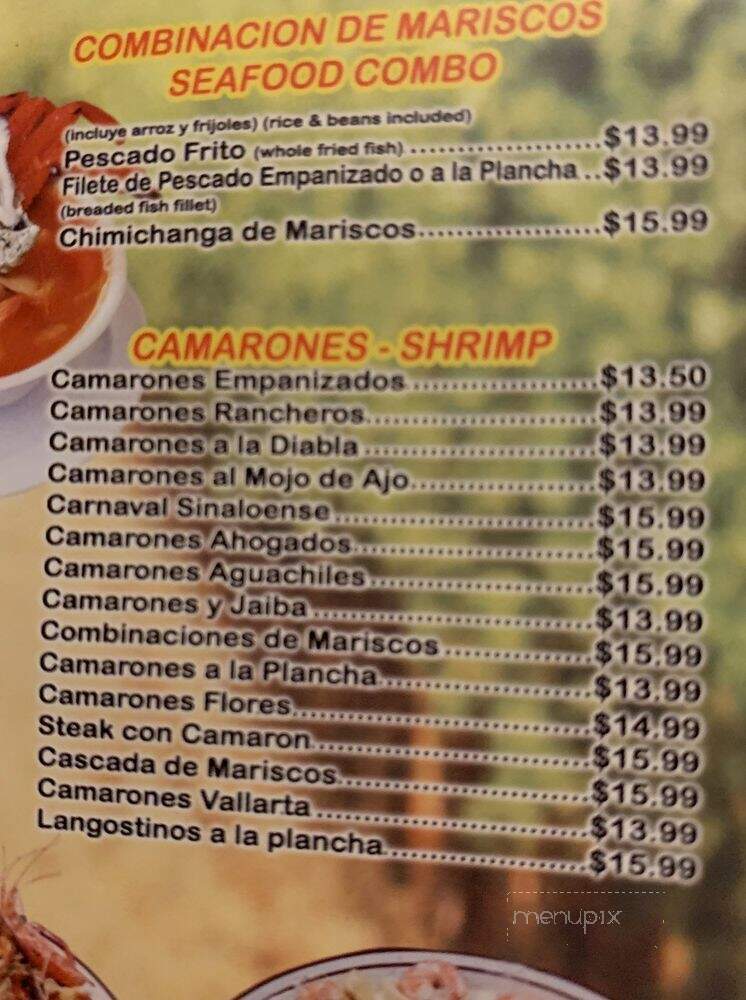 COMBINACION DE MARISCOS
SEAFOOD COMBO
(incluye arroz y frijoles) (rice & beans included)
Pescado Frito (whole fried fish) ...................$13.99
Filete de Pescado Empanizado o a la Plancha ..$13.99
(breaded fish fillet)
Chimichanga de Mariscos..................$15.99
CAMARONES - SHRIMP
Camarones Empanizados...................$13.50
Camarones Rancheros.......................$13.99
Camarones a la Diabla.......................$13.99
Camarones al Mojo de Ajo..................$13.99
Carnaval Sinaloense..........................$15.99
Camarones Ahogados........................$15.99
Camarones Aguachiles.......................$15.99
Camarones y Jaiba............................$13.99
Combinaciones de Mariscos...............$15.99
Camarones a la Plancha.....................$13.99
Camarones Flores..............................$14.99
Steak con Camaron............................$15.99
Cascada de Mariscos.........................$15.99
Camarones Vallarta...........................$13.99
Langostinos a la plancha....................$15.99
menupix